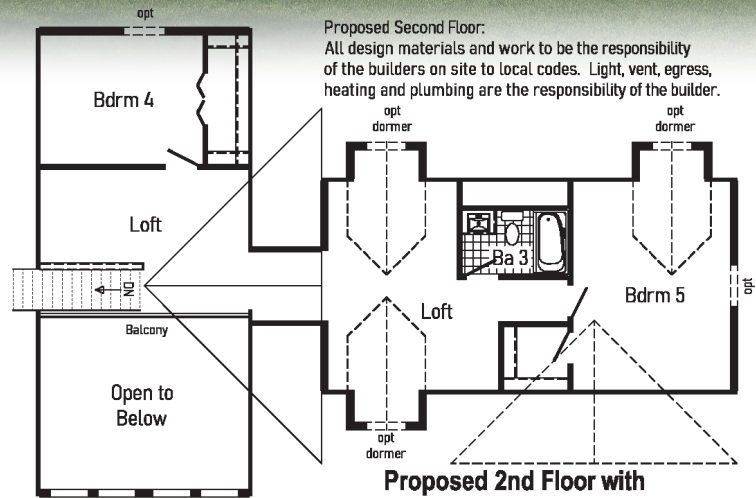 opt
Proposed Second Floor:
All design materials and work to be the responsibility
of the builders on site to local codes. Light, vent, egress,
heating and plumbing are the responsibility of the builder.
Bdrm 4
opt
dormer
opt
dormer
Loft
Ba 3
DN
Loft
Bdrm 5
opt
Balcony
Open to
Below
opt
dormer
Proposed 2nd Floor with